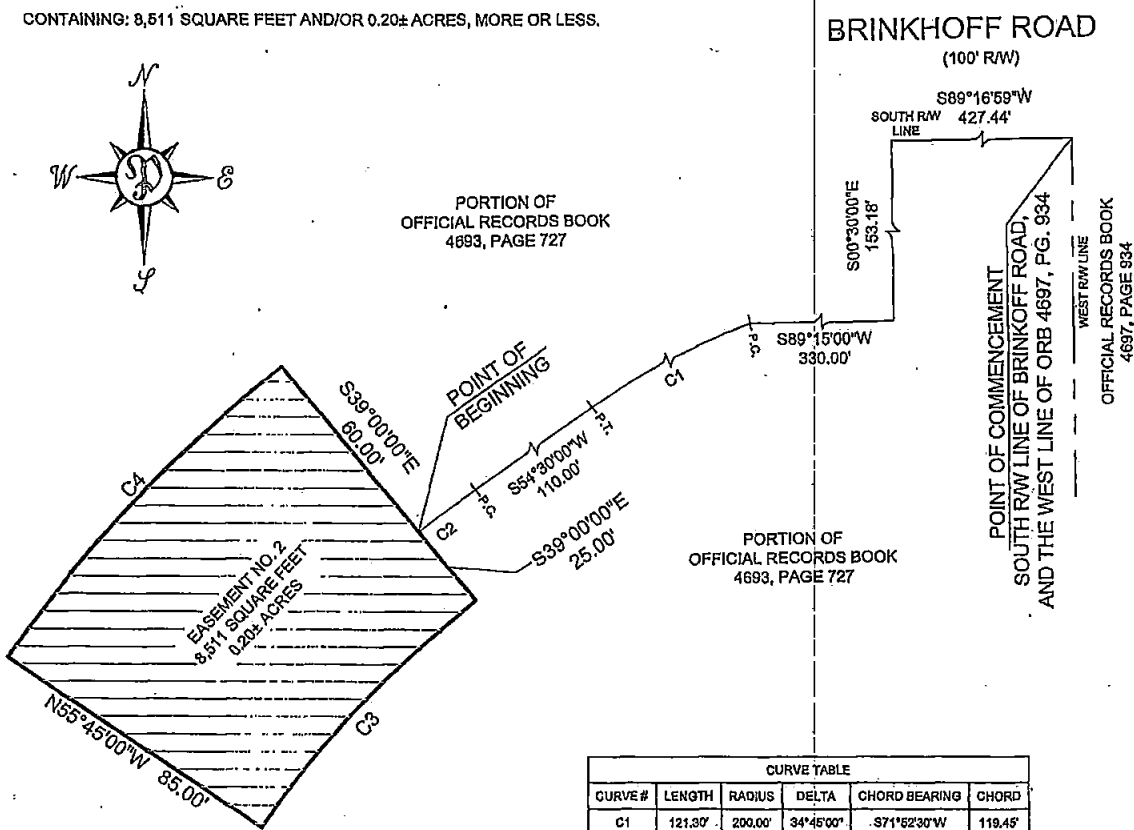 CONTAINING: 8,511 SQUARE FEET AND/OR 0.20± ACRES, MORE OR LESS.
BRINKHOFF ROAD
(100' R/W)
N
W
E
S
S89°16'59"W
427.44'
SOUTH R/W
LINE
PORTION OF
OFFICIAL RECORDS BOOK
4693, PAGE 727
S00°30'00"E
153.18'
POINT OF COMMENCEMENT
SOUTH R/W LINE OF BRINKOFF ROAD,
AND THE WEST LINE OF ORB 4697, PG. 934
WEST R/W LINE
OFFICIAL RECORDS BOOK
4697, PAGE 934
P.C.
S89°15'00"W
330.00'
C1
P.T.
POINT OF
BEGINNING
S39°00'00"E
60.00'
S54°30'00"W
110.00'
P.C.
C2
S39°00'00"E
25.00'
C4
PORTION OF
OFFICIAL RECORDS BOOK
4693, PAGE 727
EASEMENT NO. 2
8,511 SQUARE FEET
0.20± ACRES
C3
N55°45'00"W 85.00'
CURVE TABLE
CURVE # LENGTH RADIUS DELTA CHORD BEARING CHORD
C1 121.30' 200.00' 34°45'00" S71°52'30"W 119.45'